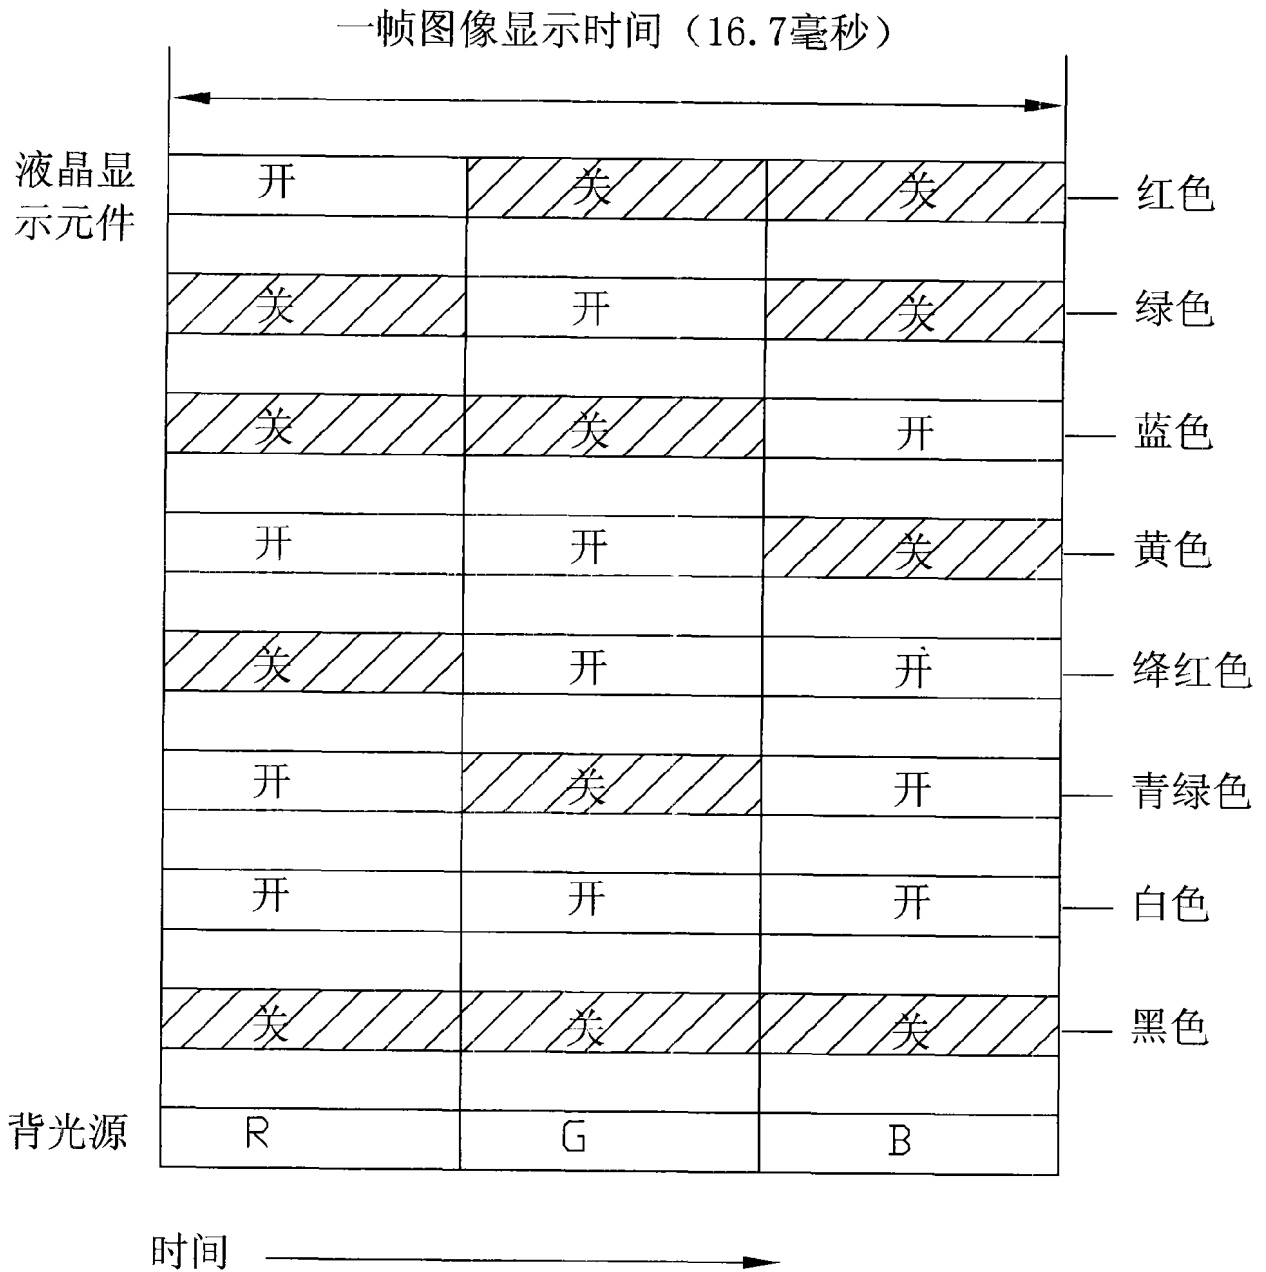 一帧图像显示时间（16.7毫秒）
液晶显
示元件
开 关 关 红色
关 开 关 绿色
关 关 开 蓝色
开 开 关 黄色
关 开 开 绛红色
开 关 开 青绿色
开 开 开 白色
关 关 关 黑色
背光源 R G B
时间